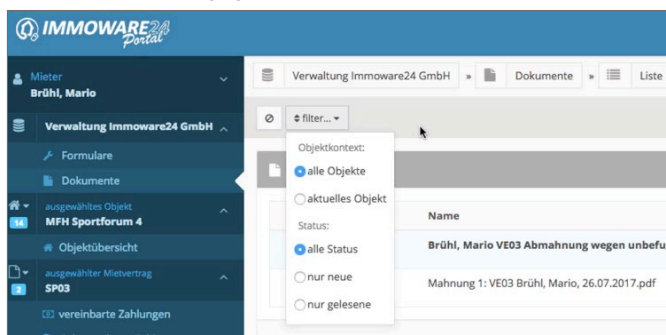 IMMOWARE24
Portal
Mieter
Brühl, Mario
Verwaltung Immoware24 GmbH » Dokumente » Liste
Verwaltung Immoware24 GmbH
filter...
Formulare
Objektkontext:
Dokumente
alle Objekte
aktuelles Objekt
ausgewähltes Objekt
MFH Sportforum 4
14
Name
Status:
Objektübersicht
alle Status
Brühl, Mario VE03 Abmahnung wegen unbefu
nur neue
Mahnung 1: VE03 Brühl, Mario, 26.07.2017.pdf
ausgewählter Mietvertrag
SP03
2
nur gelesene
vereinbarte Zahlungen